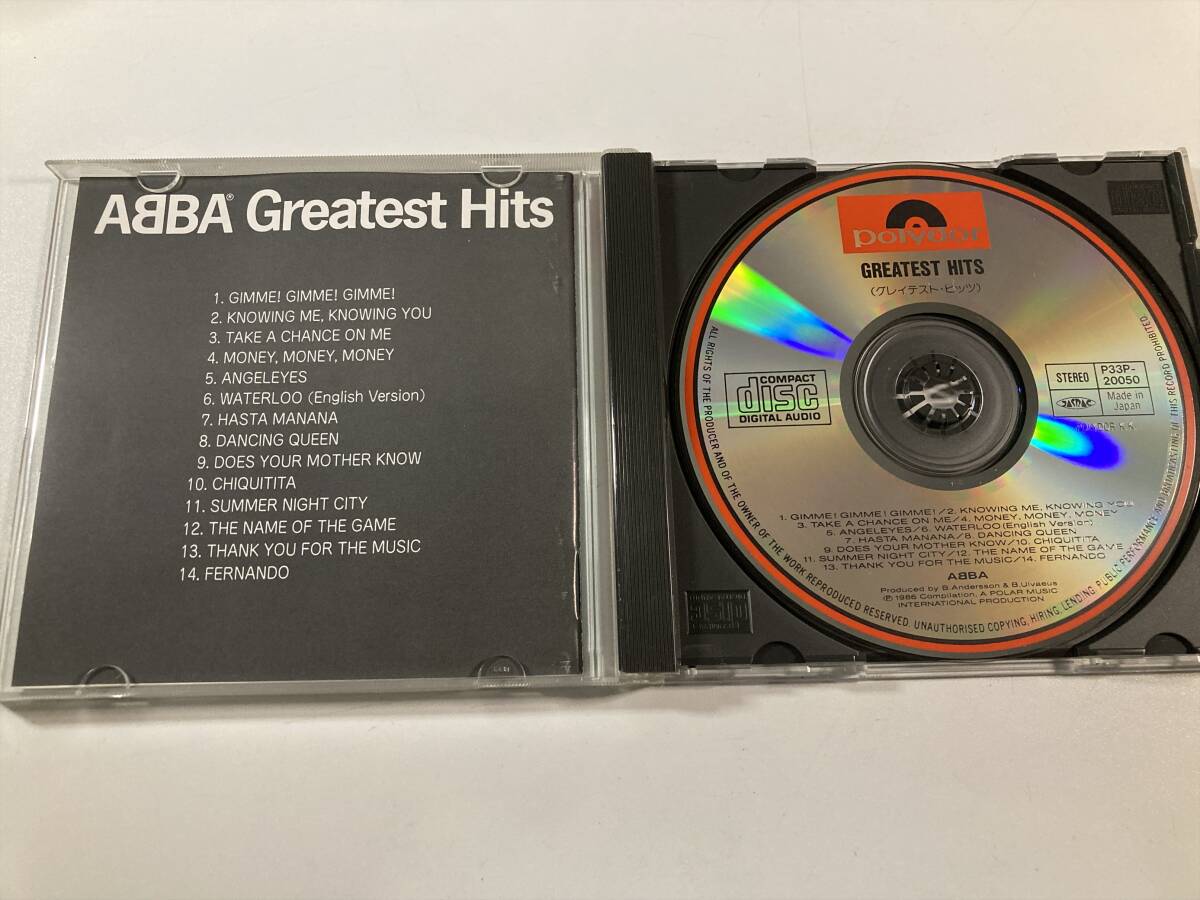 ABBA® Greatest Hits
1. GIMME! GIMME! GIMME!
2. KNOWING ME, KNOWING YOU
3. TAKE A CHANCE ON ME
4. MONEY, MONEY, MONEY
5. ANGELEYES
6. WATERLOO (English Version)
7. HASTA MANANA
8. DANCING QUEEN
9. DOES YOUR MOTHER KNOW
10. CHIQUITITA
11. SUMMER NIGHT CITY
12. THE NAME OF THE GAME
13. THANK YOU FOR THE MUSIC
14. FERNANDO
polydor
GREATEST HITS
(グレイテスト・ヒッツ)
COMPACT
disc
DIGITAL AUDIO
STEREO
P33P-
20050
JASRAC
Made in
Japan
POLYDOR K.K.
1. GIMME! GIMME! GIMME!/2. KNOWING ME, KNOWING YOU
3. TAKE A CHANCE ON ME/4. MONEY, MONEY, MONEY
5. ANGELEYES/6. WATERLOO(English Version)
7. HASTA MANANA/8. DANCING QUEEN
9. DOES YOUR MOTHER KNOW/10. CHIQUITITA
11. SUMMER NIGHT CITY/12. THE NAME OF THE GAME
13. THANK YOU FOR THE MUSIC/14. FERNANDO
ABBA
Produced by B.Andersson & B.Ulvaeus
℗ 1986 Compilation, A POLAR MUSIC
INTERNATIONAL PRODUCTION
ALL RIGHTS OF THE PRODUCER AND OF THE OWNER OF THE WORK REPRODUCED RESERVED. UNAUTHORISED COPYING, HIRING, LENDING, PUBLIC PERFORMANCE AND BROADCASTING OF THIS RECORD PROHIBITED.